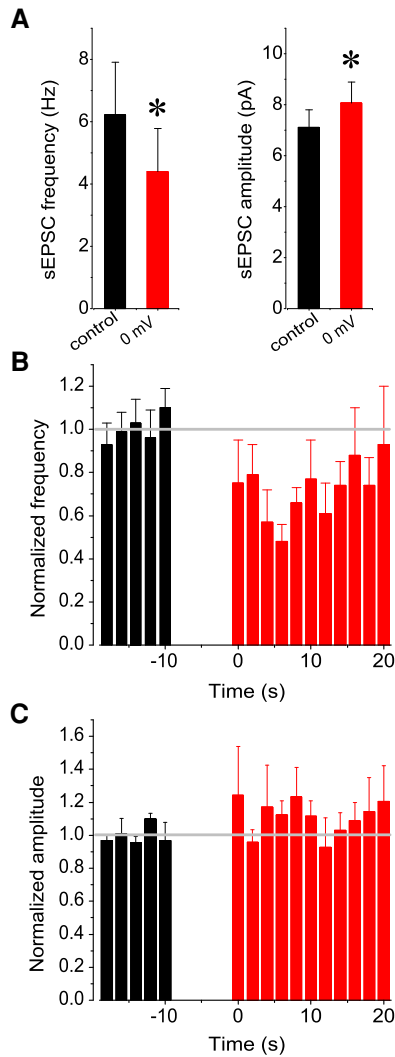 A
sEPSC frequency (Hz)
8
6
4
2
0
control
0 mV
*
sEPSC amplitude (pA)
10
8
6
4
2
0
control
0 mV
*
B
Normalized frequency
1.2
1.0
0.8
0.6
0.4
0.2
0.0
-10 0 10 20
Time (s)
C
Normalized amplitude
1.6
1.4
1.2
1.0
0.8
0.6
0.4
0.2
0.0
-10 0 10 20
Time (s)